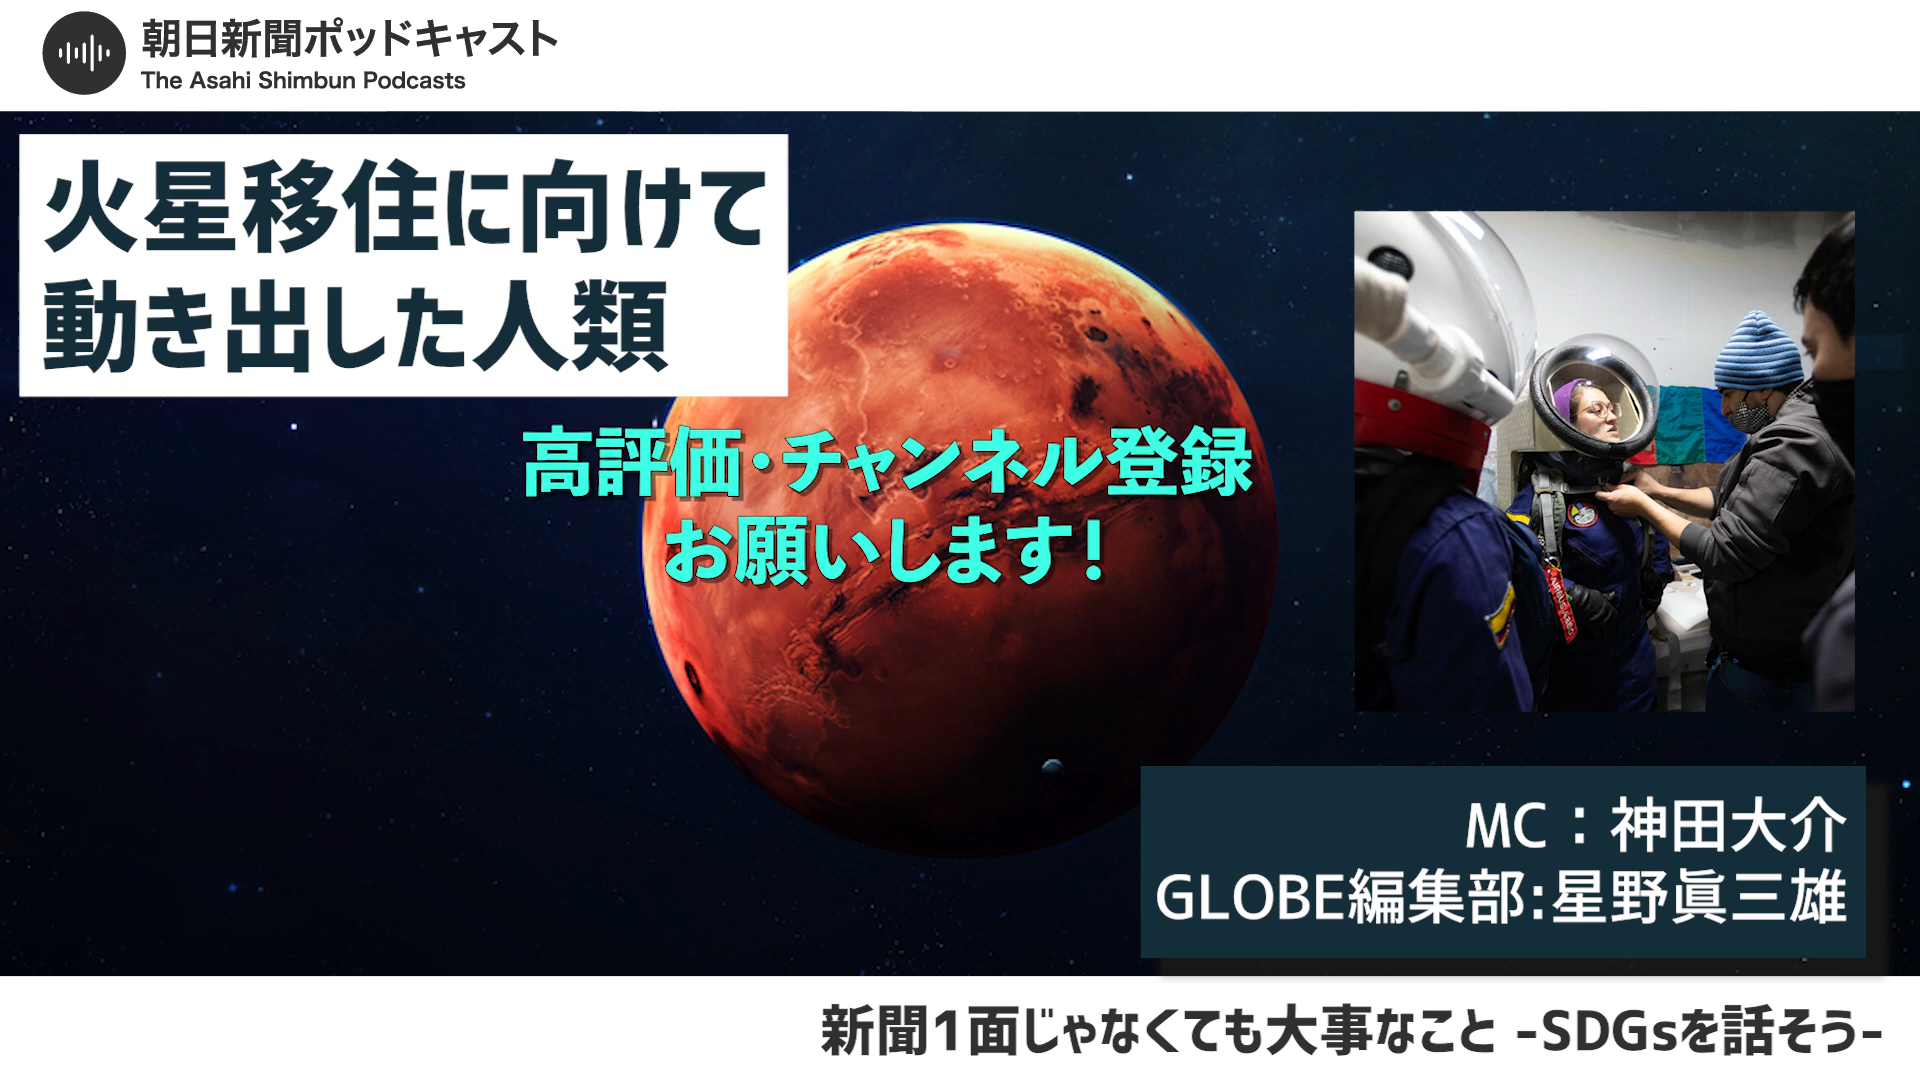 朝日新聞ポッドキャスト
The Asahi Shimbun Podcasts
火星移住に向けて
動き出した人類
高評価・チャンネル登録
お願いします!
MC：神田大介
GLOBE編集部:星野眞三雄
新聞1面じゃなくても大事なこと -SDGsを話そう-